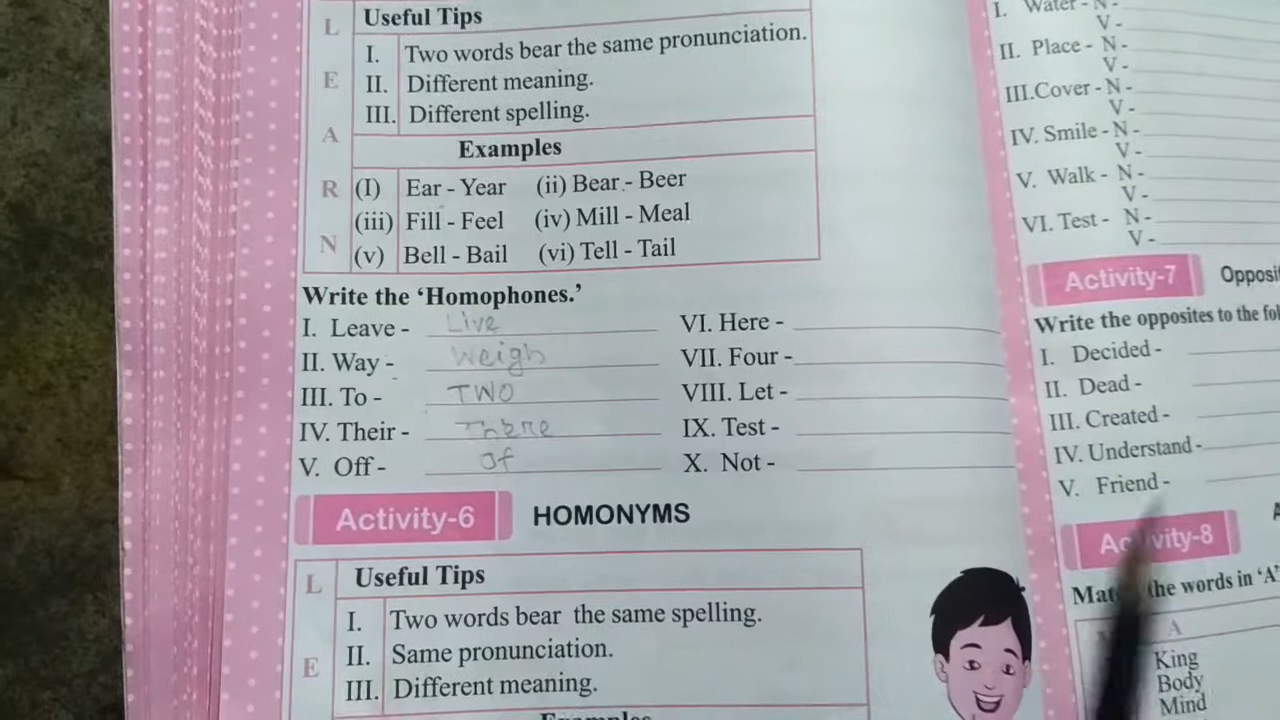 L
E
A
R
N
Useful Tips
I. Two words bear the same pronunciation.
II. Different meaning.
III. Different spelling.
Examples
(I) Ear - Year (ii) Bear - Beer
(iii) Fill - Feel (iv) Mill - Meal
(v) Bell - Bail (vi) Tell - Tail
Write the ‘Homophones.’
I. Leave - Live
II. Way - Weigh
III. To - TWO
IV. Their - There
V. Off - Of
VI. Here -
VII. Four -
VIII. Let -
IX. Test -
X. Not -
Activity-6 HOMONYMS
L
E
Useful Tips
I. Two words bear the same spelling.
II. Same pronunciation.
III. Different meaning.
Examples
I. Water - N -
V -
II. Place - N -
V -
III.Cover - N -
V -
IV. Smile - N -
V -
V. Walk - N -
V -
VI. Test - N -
V -
Activity-7
Write the opposites to the
I. Decided -
II. Dead -
III. Created -
IV. Understand -
V. Friend -
Activity-8
the words in ‘A’
A
King
Body
Mind